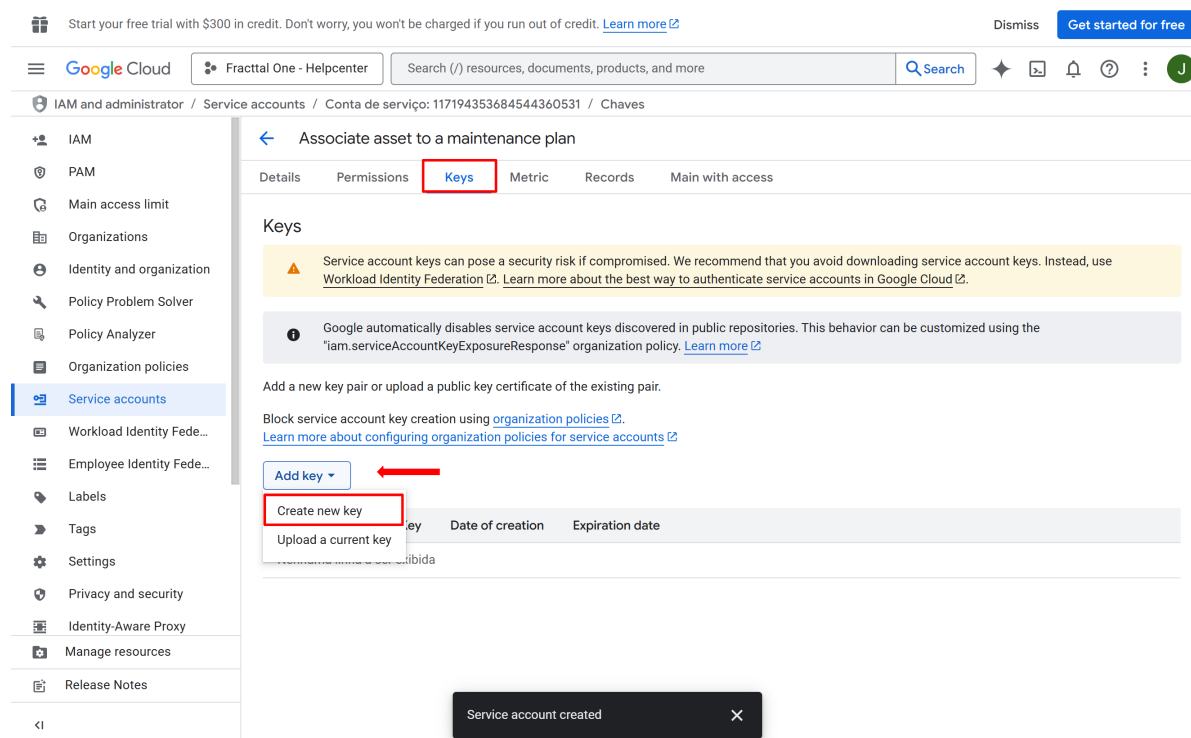 Start your free trial with $300 in credit. Don't worry, you won't be charged if you run out of credit. Learn more
Dismiss
Get started for free
Google Cloud
Fracttal One - Helpcenter
Search (/) resources, documents, products, and more
Search
J
IAM and administrator / Service accounts / Conta de serviço: 117194353684544360531 / Chaves
IAM
PAM
Main access limit
Organizations
Identity and organization
Policy Problem Solver
Policy Analyzer
Organization policies
Service accounts
Workload Identity Fede...
Employee Identity Fede...
Labels
Tags
Settings
Privacy and security
Identity-Aware Proxy
Manage resources
Release Notes
Associate asset to a maintenance plan
Details
Permissions
Keys
Metric
Records
Main with access
Keys
Service account keys can pose a security risk if compromised. We recommend that you avoid downloading service account keys. Instead, use
Workload Identity Federation. Learn more about the best way to authenticate service accounts in Google Cloud.
Google automatically disables service account keys discovered in public repositories. This behavior can be customized using the
"iam.serviceAccountKeyExposureResponse" organization policy. Learn more
Add a new key pair or upload a public key certificate of the existing pair.
Block service account key creation using organization policies.
Learn more about configuring organization policies for service accounts
Add key
Create new key
Upload a current key
Date of creation
Expiration date
exibida
Service account created